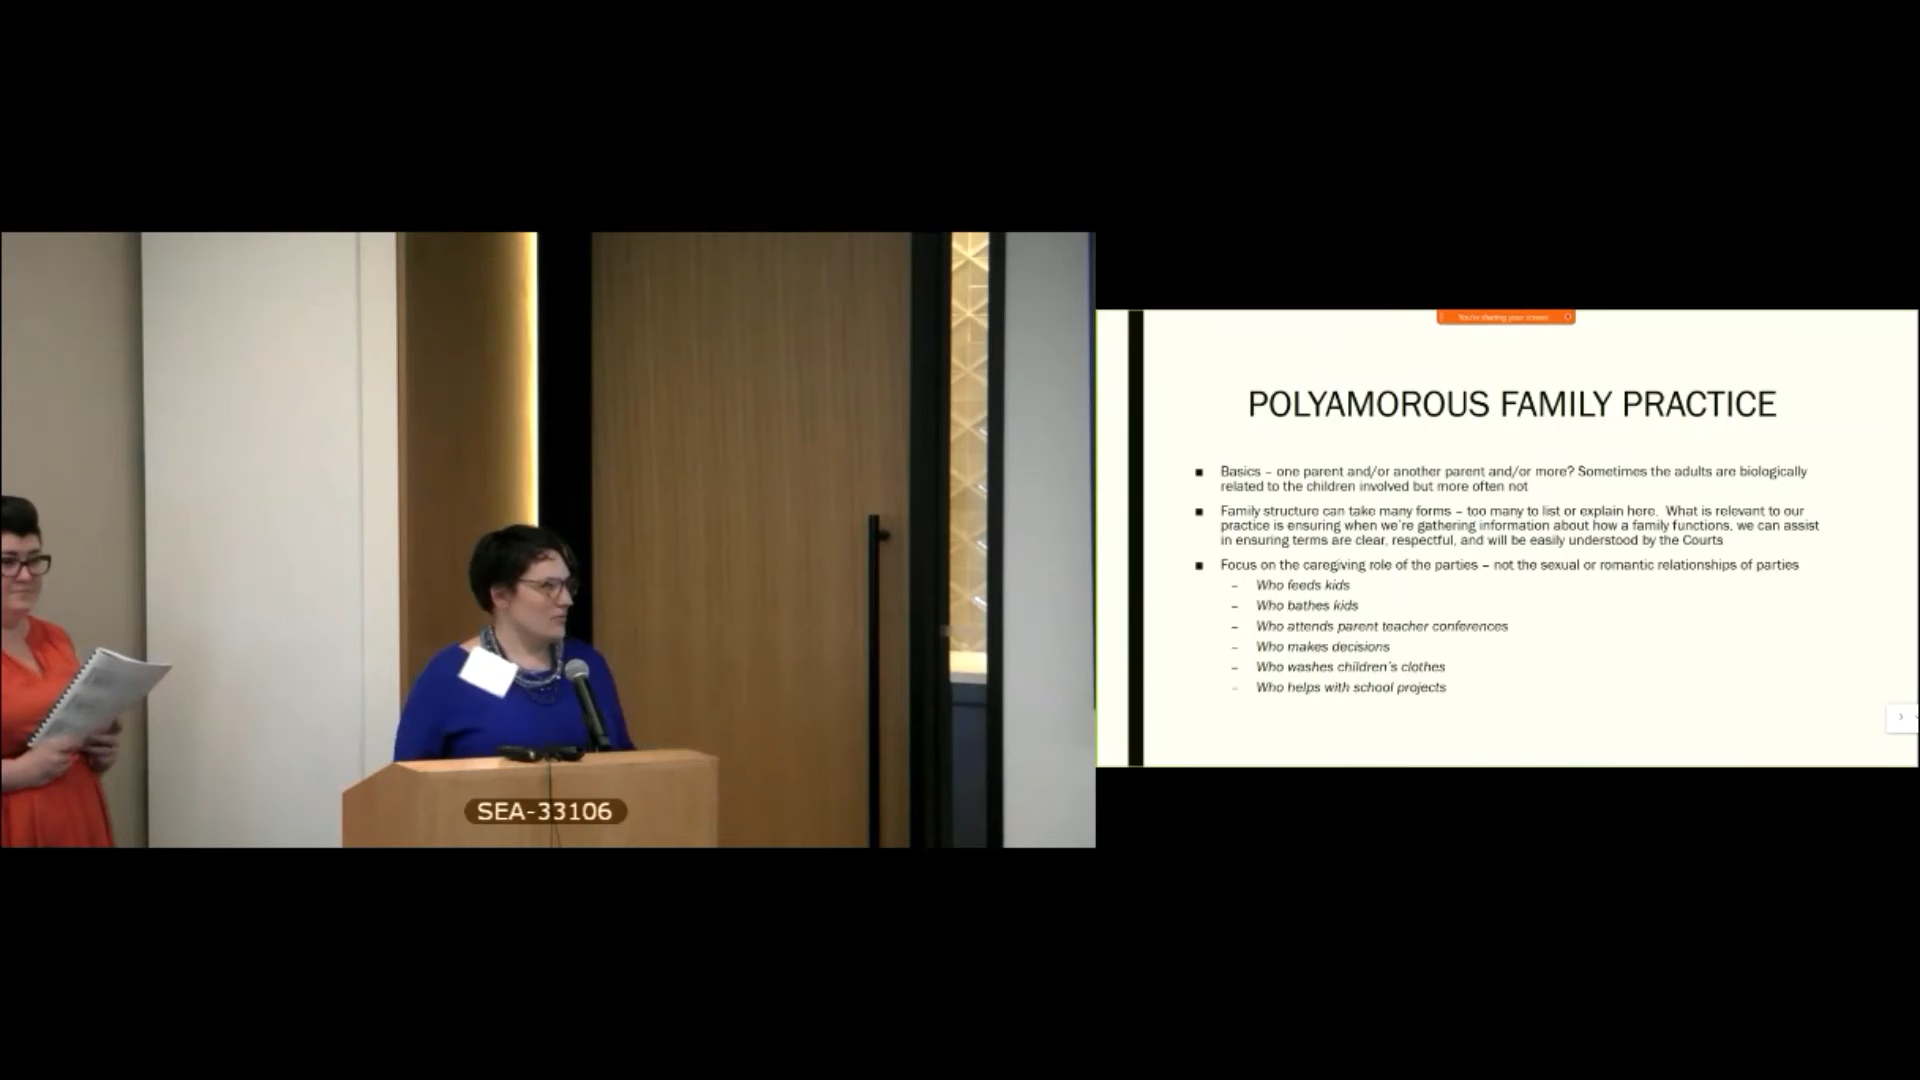 You're sharing your screen
POLYAMOROUS FAMILY PRACTICE
■ Basics – one parent and/or another parent and/or more? Sometimes the adults are biologically
related to the children involved but more often not
■ Family structure can take many forms – too many to list or explain here. What is relevant to our
practice is ensuring when we're gathering information about how a family functions, we can assist
in ensuring terms are clear, respectful, and will be easily understood by the Courts
■ Focus on the caregiving role of the parties – not the sexual or romantic relationships of parties
– Who feeds kids
– Who bathes kids
– Who attends parent teacher conferences
– Who makes decisions
– Who washes children's clothes
– Who helps with school projects
SEA-33106